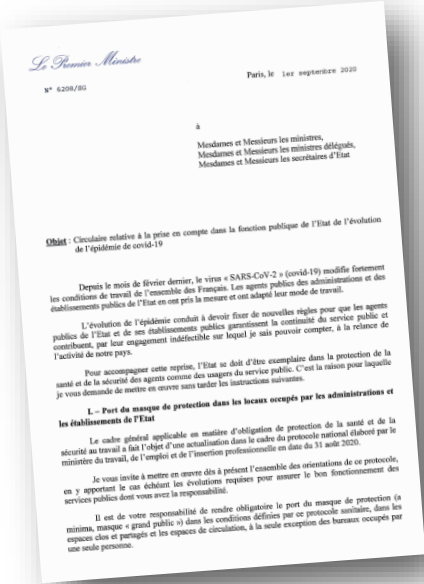 Le Premier Ministre
N° 6208/SG
Paris, le 1er septembre 2020
à
Mesdames et Messieurs les ministres,
Mesdames et Messieurs les ministres délégués,
Mesdames et Messieurs les secrétaires d'Etat
Objet : Circulaire relative à la prise en compte dans la fonction publique de l'Etat de l'évolution
de l'épidémie de covid-19
Depuis le mois de février dernier, le virus « SARS-CoV-2 » (covid-19) modifie fortement
les conditions de travail de l'ensemble des Français. Les agents publics des administrations et des
établissements publics de l'Etat en ont pris la mesure et ont adapté leur mode de travail.
L'évolution de l'épidémie conduit à devoir fixer de nouvelles règles pour que les agents
publics de l'Etat et de ses établissements publics garantissent la continuité du service public et
contribuent, par leur engagement indéfectible sur lequel je sais pouvoir compter, à la relance de
l'activité de notre pays.
Pour accompagner cette reprise, l'Etat se doit d'être exemplaire dans la protection de la
santé et de la sécurité des agents comme des usagers du service public. C'est la raison pour laquelle
je vous demande de mettre en œuvre sans tarder les instructions suivantes.
I. – Port du masque de protection dans les locaux occupés par les administrations et
les établissements de l'Etat
Le cadre général applicable en matière d'obligation de protection de la santé et de la
sécurité au travail a fait l'objet d'une actualisation dans le cadre du protocole national élaboré par le
ministère du travail, de l'emploi et de l'insertion professionnelle en date du 31 août 2020.
Je vous invite à mettre en œuvre dès à présent l'ensemble des orientations de ce protocole,
en y apportant le cas échéant les évolutions requises pour assurer le bon fonctionnement des
services publics dont vous avez la responsabilité.
Il est de votre responsabilité de rendre obligatoire le port du masque de protection (a
minima, masque « grand public ») dans les conditions définies par ce protocole sanitaire, dans les
espaces clos et partagés et les espaces de circulation, à la seule exception des bureaux occupés par
une seule personne.